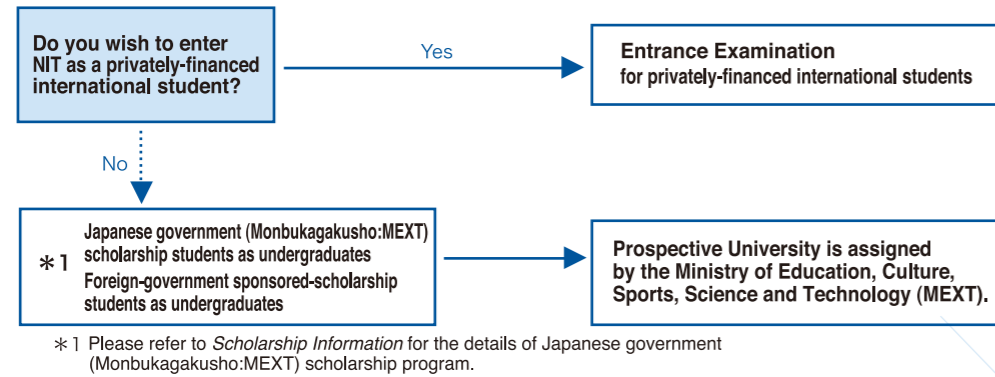 Do you wish to enter
NIT as a privately-financed
international student?
Yes
Entrance Examination
for privately-financed international students
No
*1
Japanese government (Monbukagakusho:MEXT)
scholarship students as undergraduates
Foreign-government sponsored-scholarship
students as undergraduates
Prospective University is assigned
by the Ministry of Education, Culture,
Sports, Science and Technology (MEXT).
*1 Please refer to Scholarship Information for the details of Japanese government
(Monbukagakusho:MEXT) scholarship program.